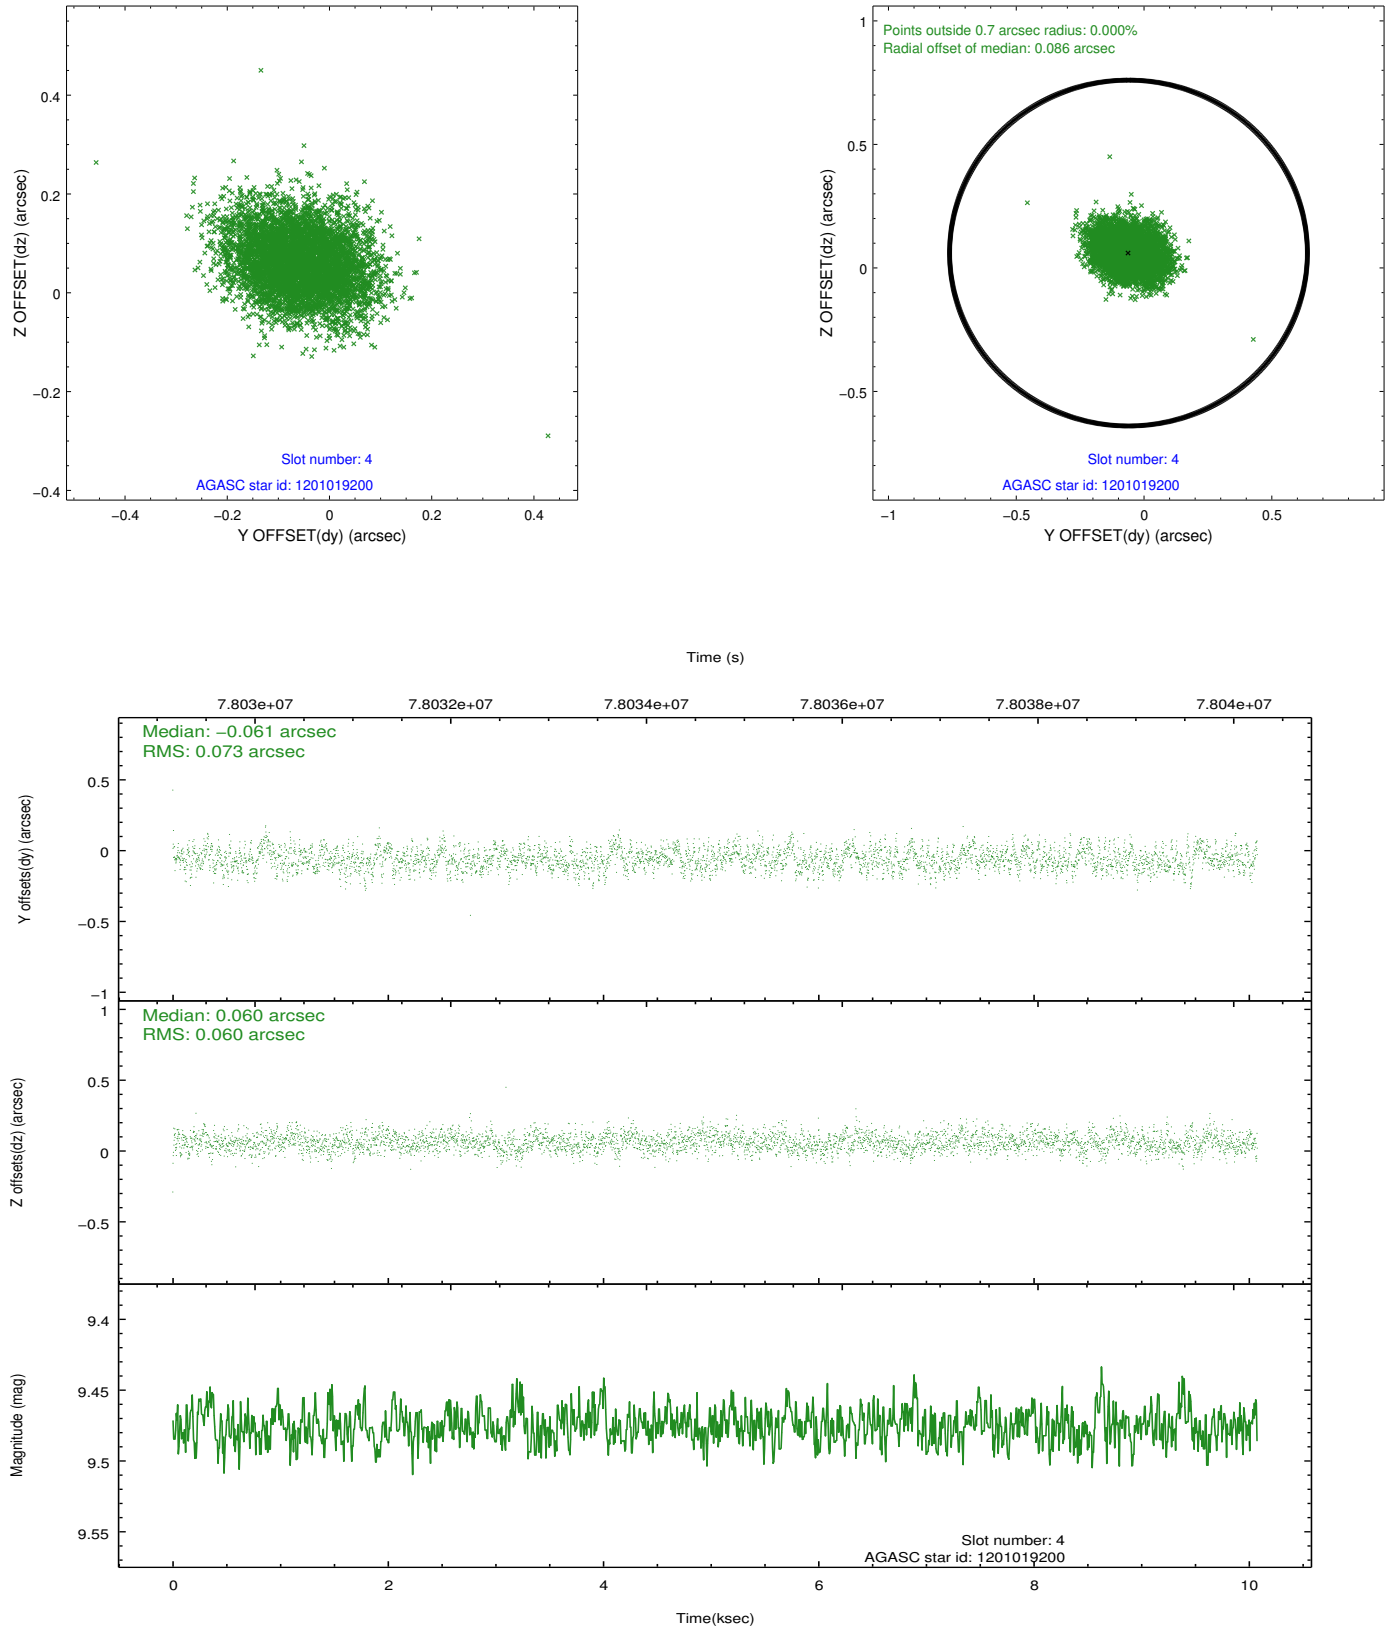 0.4
0.2
0
−0.2
−0.4
Z OFFSET(dz) (arcsec)
Slot number: 4
AGASC star id: 1201019200
−0.4 −0.2 0 0.2 0.4
Y OFFSET(dy) (arcsec)
Points outside 0.7 arcsec radius: 0.000%
Radial offset of median: 0.086 arcsec
1
0.5
0
−0.5
Z OFFSET(dz) (arcsec)
Slot number: 4
AGASC star id: 1201019200
−1 −0.5 0 0.5
Y OFFSET(dy) (arcsec)
Time (s)
7.803e+07 7.8032e+07 7.8034e+07 7.8036e+07 7.8038e+07 7.804e+07
Median: −0.061 arcsec
RMS: 0.073 arcsec
0.5
0
−0.5
−1
Y offsets(dy) (arcsec)
Median: 0.060 arcsec
RMS: 0.060 arcsec
1
0.5
0
−0.5
Z offsets(dz) (arcsec)
9.4
9.45
9.5
9.55
Magnitude (mag)
Slot number: 4
AGASC star id: 1201019200
0 2 4 6 8 10
Time(ksec)